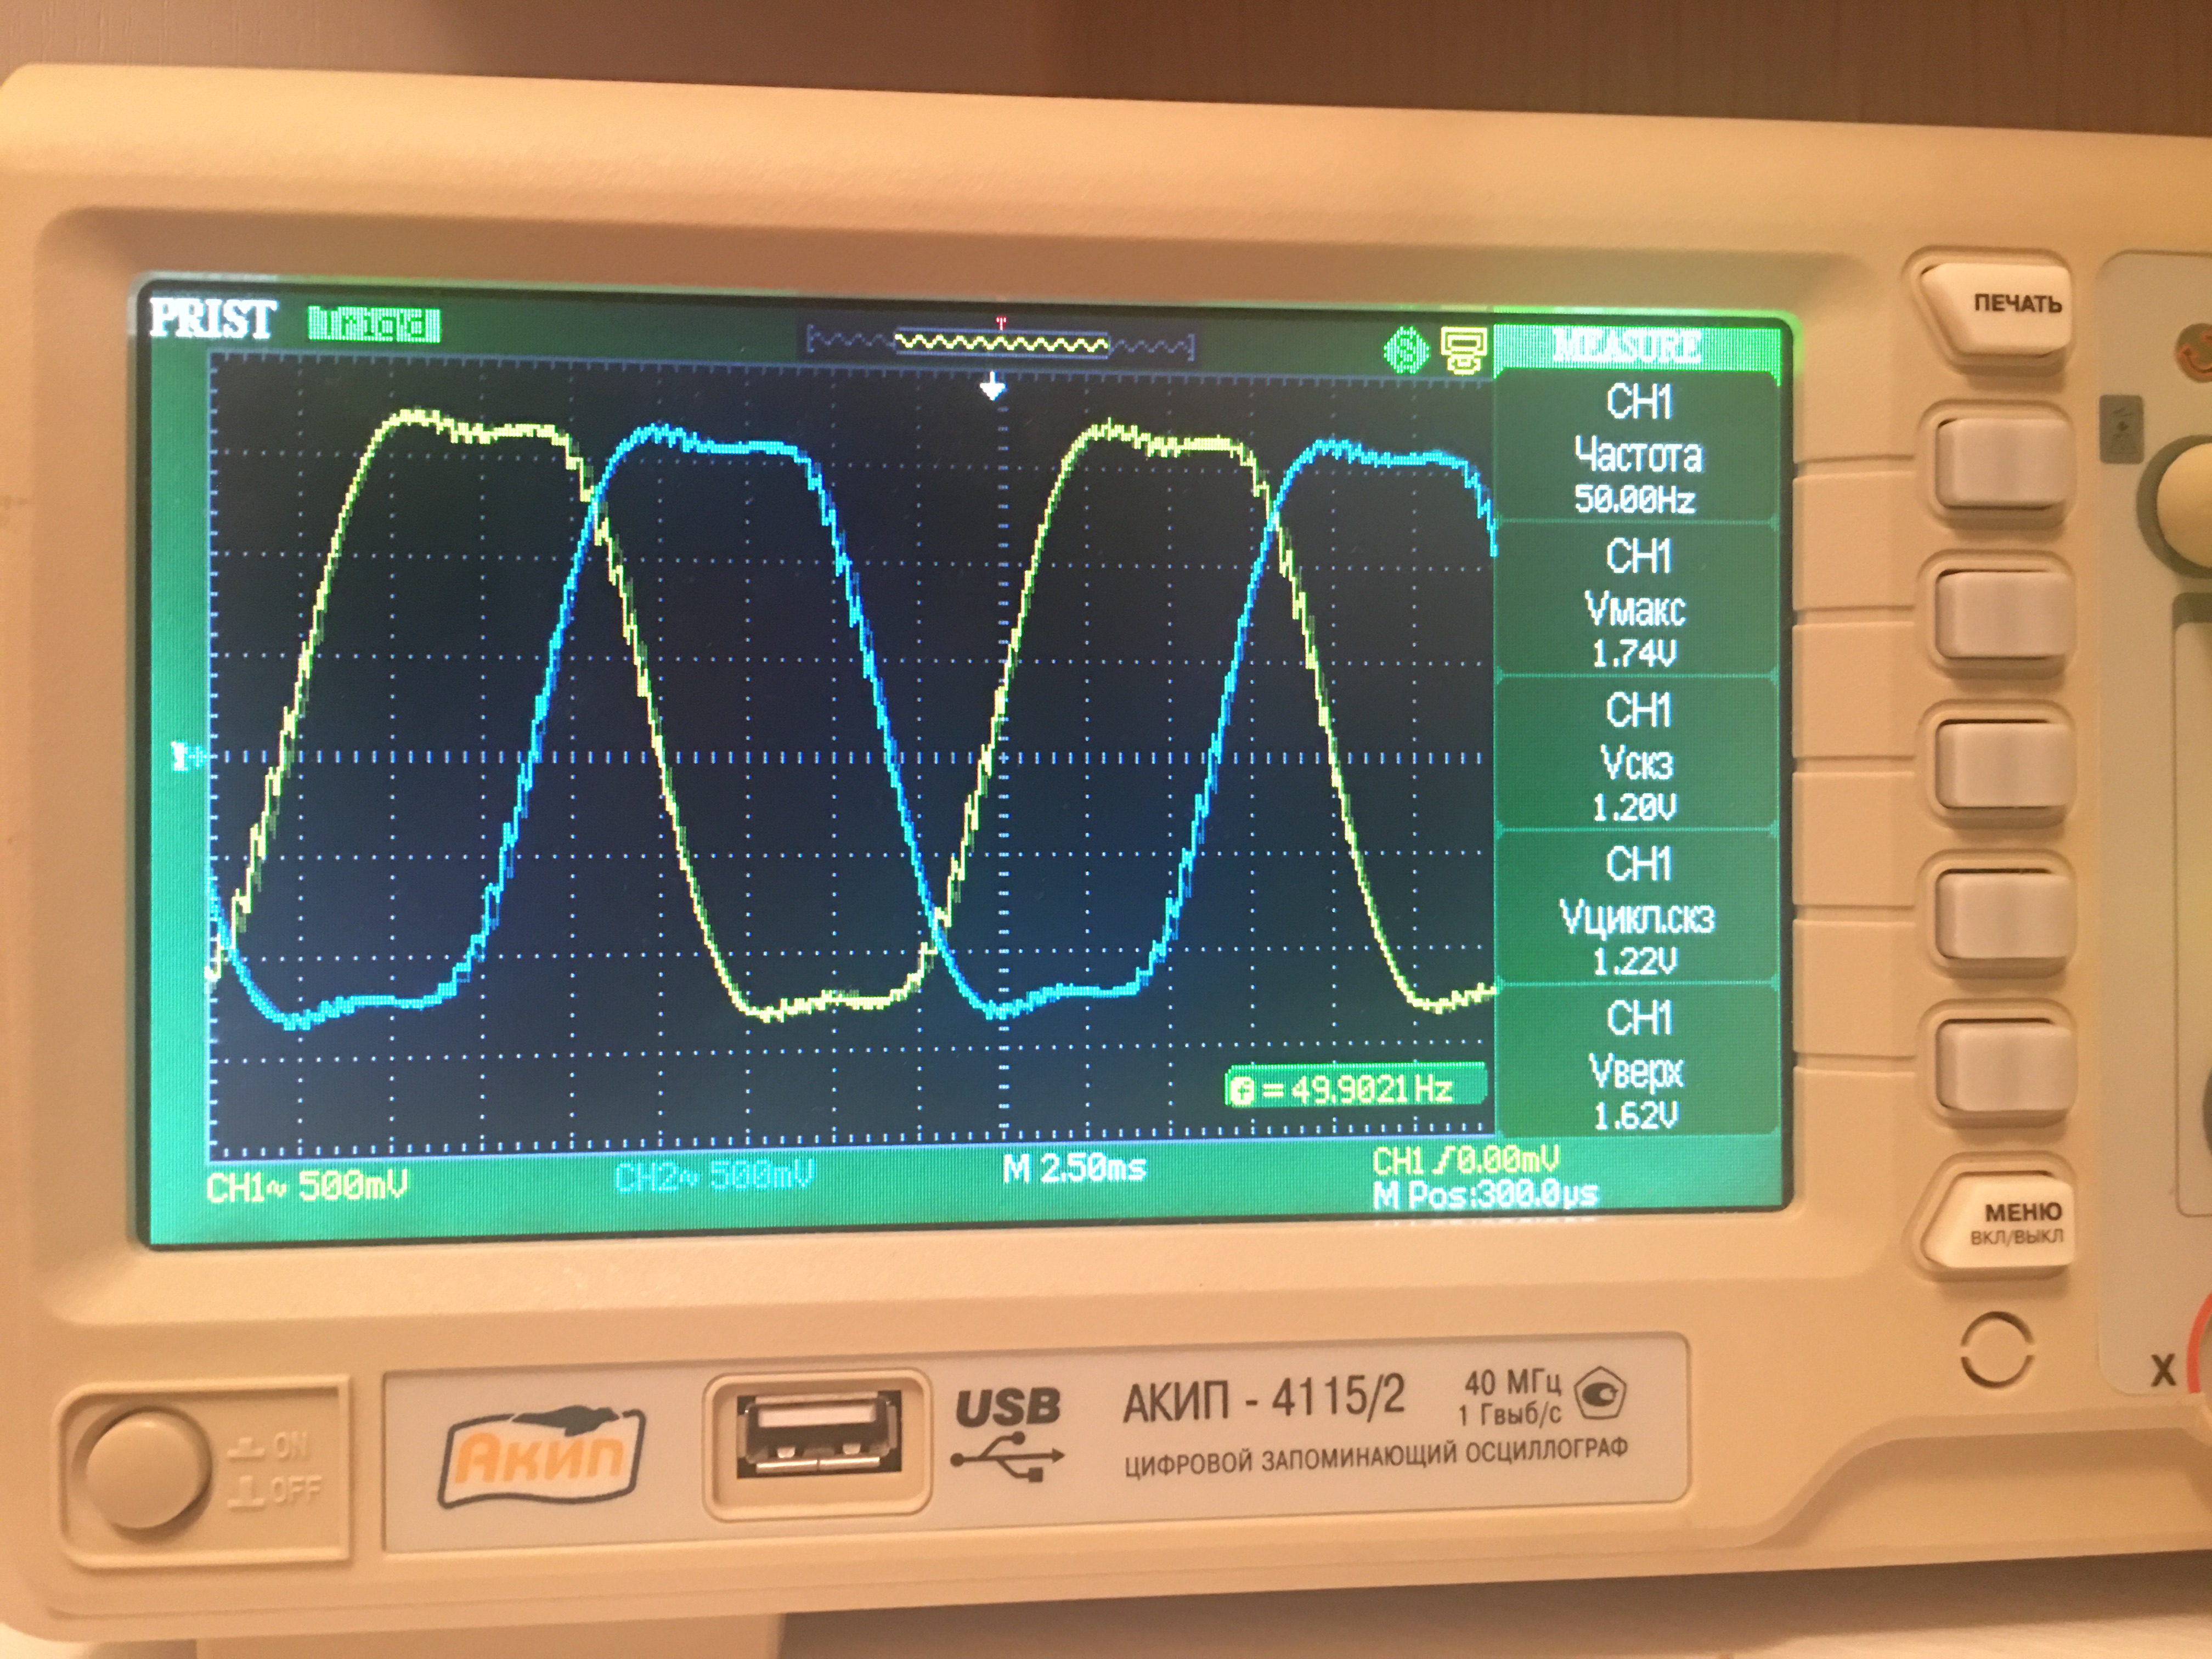 PRIST
Trig'd
T
MEASURE
CH1
Частота
50.00Hz
CH1
Vмакс
1.74V
CH1
Vскз
1.20V
CH1
Vцикл.скз
1.22V
CH1
Vверх
1.62V
f = 49.9021Hz
CH1~ 500mV
CH2~ 500mV
M 2.50ms
CH1 /0.00mV
M Pos:300.0µs
ПЕЧАТЬ
МЕНЮ
ВКЛ/ВЫКЛ
X
ON
OFF
Акип
USB
АКИП - 4115/2
40 МГц
1 Гвыб/с
ЦИФРОВОЙ ЗАПОМИНАЮЩИЙ ОСЦИЛЛОГРАФ